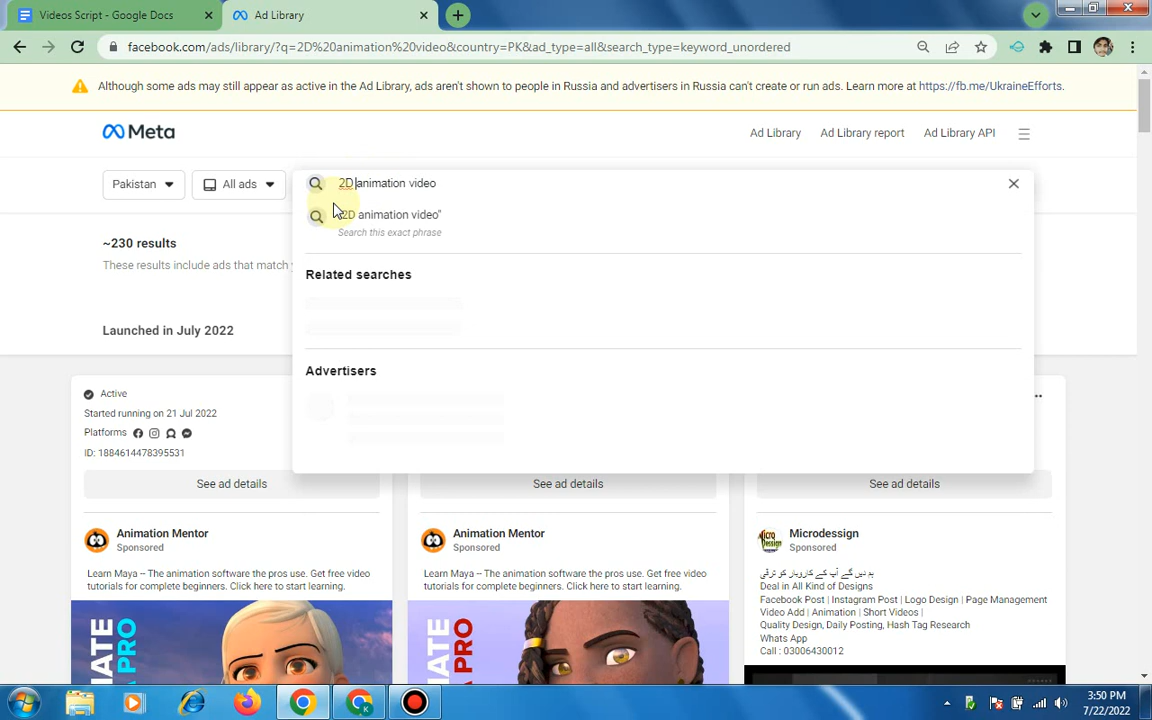 Videos Script - Google Docs
Ad Library
facebook.com/ads/library/?q=2D%20animation%20video&country=PK&ad_type=all&search_type=keyword_unordered
Although some ads may still appear as active in the Ad Library, ads aren't shown to people in Russia and advertisers in Russia can't create or run ads. Learn more at https://fb.me/UkraineEfforts.
Meta
Ad Library
Ad Library report
Ad Library API
Pakistan
All ads
2D animation video
2D animation video"
Search this exact phrase
~230 results
These results include ads that match
Related searches
Launched in July 2022
Advertisers
Active
Started running on 21 Jul 2022
Platforms
ID: 1884614478395531
See ad details
See ad details
See ad details
Animation Mentor
Sponsored
Learn Maya -- The animation software the pros use. Get free video
tutorials for complete beginners. Click here to start learning.
Animation Mentor
Sponsored
Learn Maya -- The animation software the pros use. Get free video
tutorials for complete beginners. Click here to start learning.
Microdessign
Sponsored
ہم دیں گے آپ کے کاروبار کو ترقی
Deal in All Kind of Designs
Facebook Post | Instagram Post | Logo Design | Page Management
Video Add | Animation | Short Videos |
Quality Design, Daily Posting, Hash Tag Research
Whats App
Call : 03006430012
3:50 PM
7/22/2022